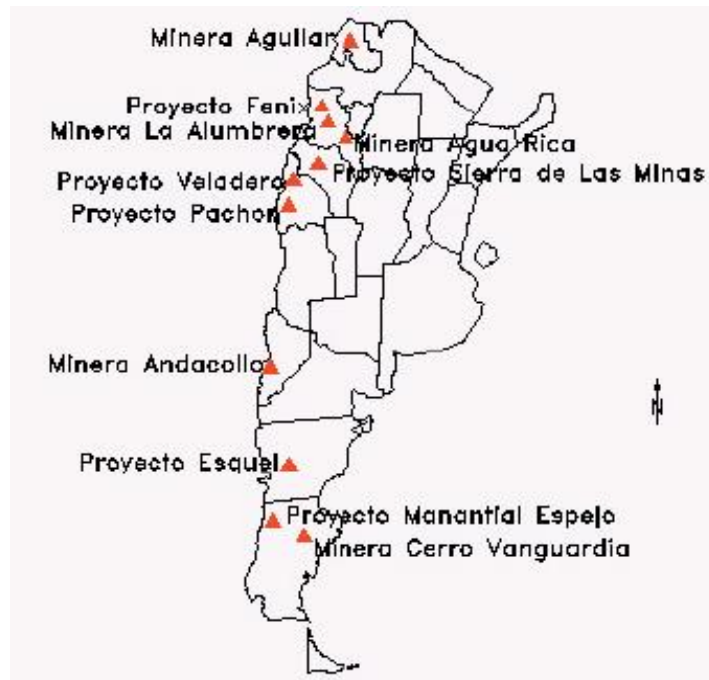 Minera Aguilar
Proyecto Fenix
Minera La Alumbrera
Minera Agua Rica
Proyecto Sierra de Las Minas
Proyecto Veladero
Proyecto Pachon
Minera Andacollo
Proyecto Esquel
Proyecto Manantial Espejo
Minera Cerro Vanguardia
N